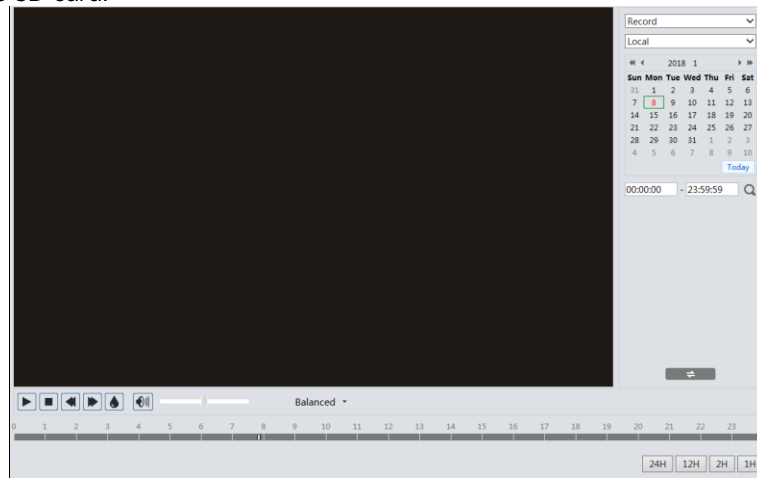 Record
Local
2018 1
Sun Mon Tue Wed Thu Fri Sat
31 1 2 3 4 5 6
7 8 9 10 11 12 13
14 15 16 17 18 19 20
21 22 23 24 25 26 27
28 29 30 31 1 2 3
4 5 6 7 8 9 10
Today
00:00:00 - 23:59:59
Balanced
0 1 2 3 4 5 6 7 8 9 10 11 12 13 14 15 16 17 18 19 20 21 22 23
24H 12H 2H 1H